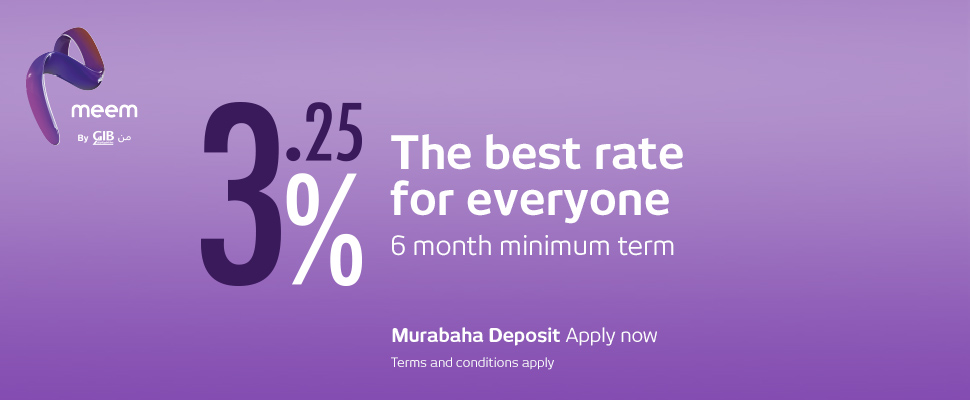 meem
By GIB من
3.25%
The best rate
for everyone
6 month minimum term
Murabaha Deposit Apply now
Terms and conditions apply